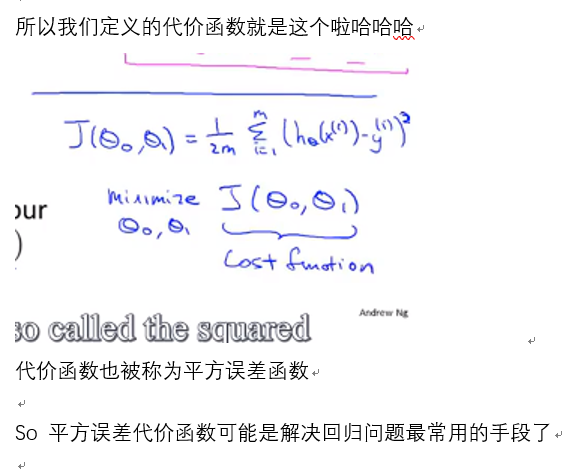 所以我们定义的代价函数就是这个啦哈哈哈
J(θ₀,θ₁) = 1/2m Σᵢ₌₁ᵐ (hθ(x⁽ⁱ⁾)-y⁽ⁱ⁾)²
our
minimize J(θ₀,θ₁)
)
θ₀,θ₁
Cost function
Andrew Ng
so called the squared
代价函数也被称为平方误差函数
So 平方误差代价函数可能是解决回归问题最常用的手段了